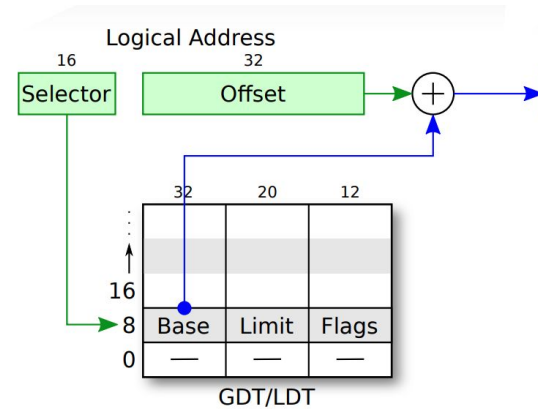 Logical Address
16 32
Selector Offset
32 20 12
16
8 Base Limit Flags
0 — — —
GDT/LDT